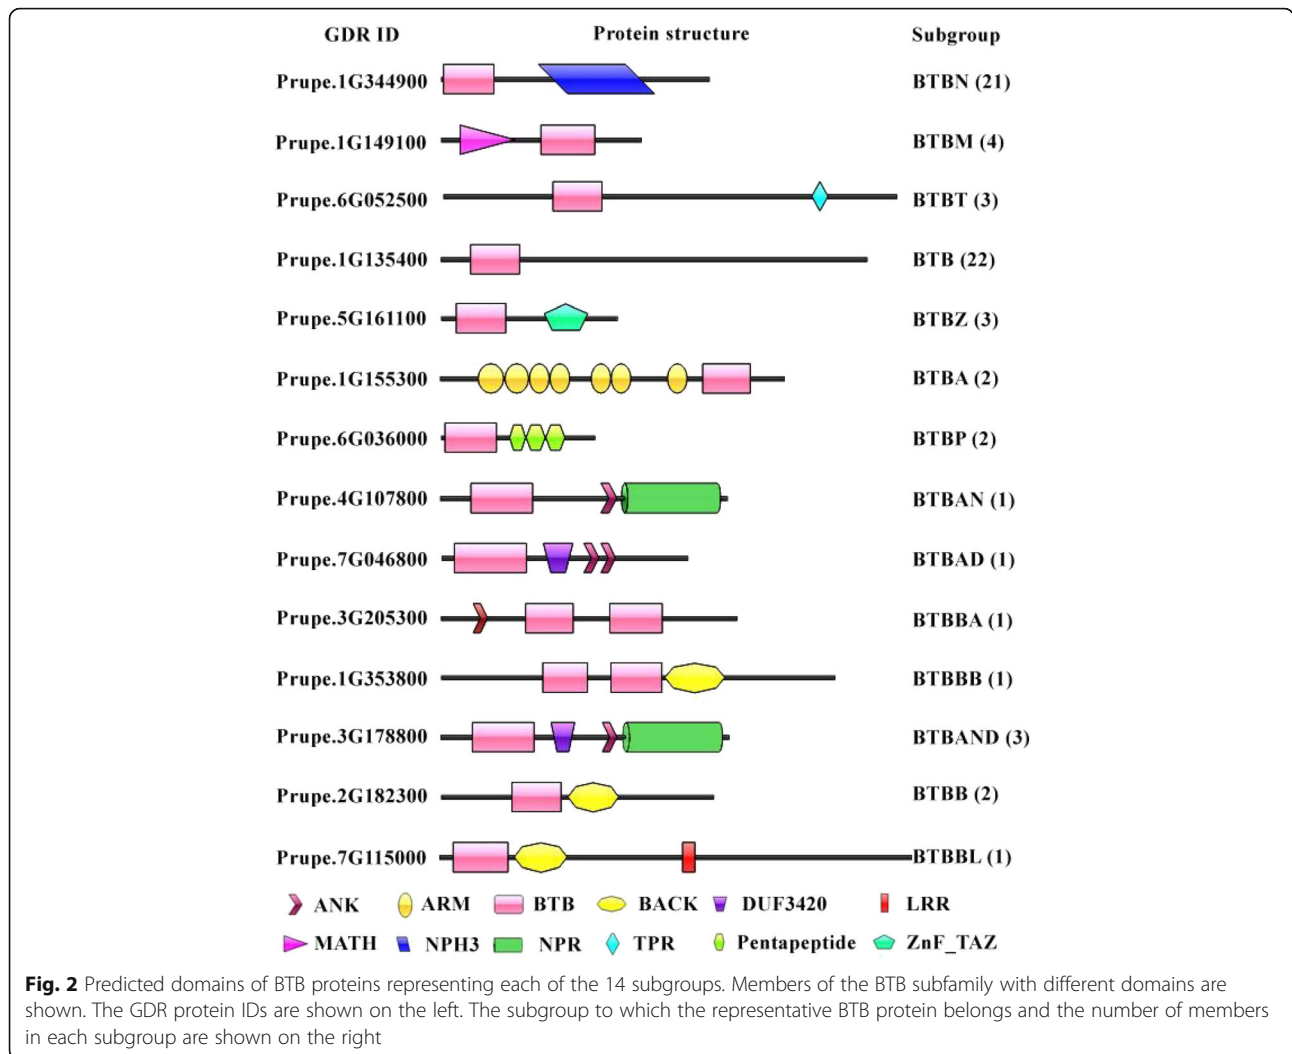 GDR ID Protein structure Subgroup
Prupe.1G344900 BTBN (21)
Prupe.1G149100 BTBM (4)
Prupe.6G052500 BTBT (3)
Prupe.1G135400 BTB (22)
Prupe.5G161100 BTBZ (3)
Prupe.1G155300 BTBA (2)
Prupe.6G036000 BTBP (2)
Prupe.4G107800 BTBAN (1)
Prupe.7G046800 BTBAD (1)
Prupe.3G205300 BTBBA (1)
Prupe.1G353800 BTBBB (1)
Prupe.3G178800 BTBAND (3)
Prupe.2G182300 BTBB (2)
Prupe.7G115000 BTBBL (1)
ANK ARM BTB BACK DUF3420 LRR
MATH NPH3 NPR TPR Pentapeptide ZnF_TAZ
Fig. 2 Predicted domains of BTB proteins representing each of the 14 subgroups. Members of the BTB subfamily with different domains are
shown. The GDR protein IDs are shown on the left. The subgroup to which the representative BTB protein belongs and the number of members
in each subgroup are shown on the right